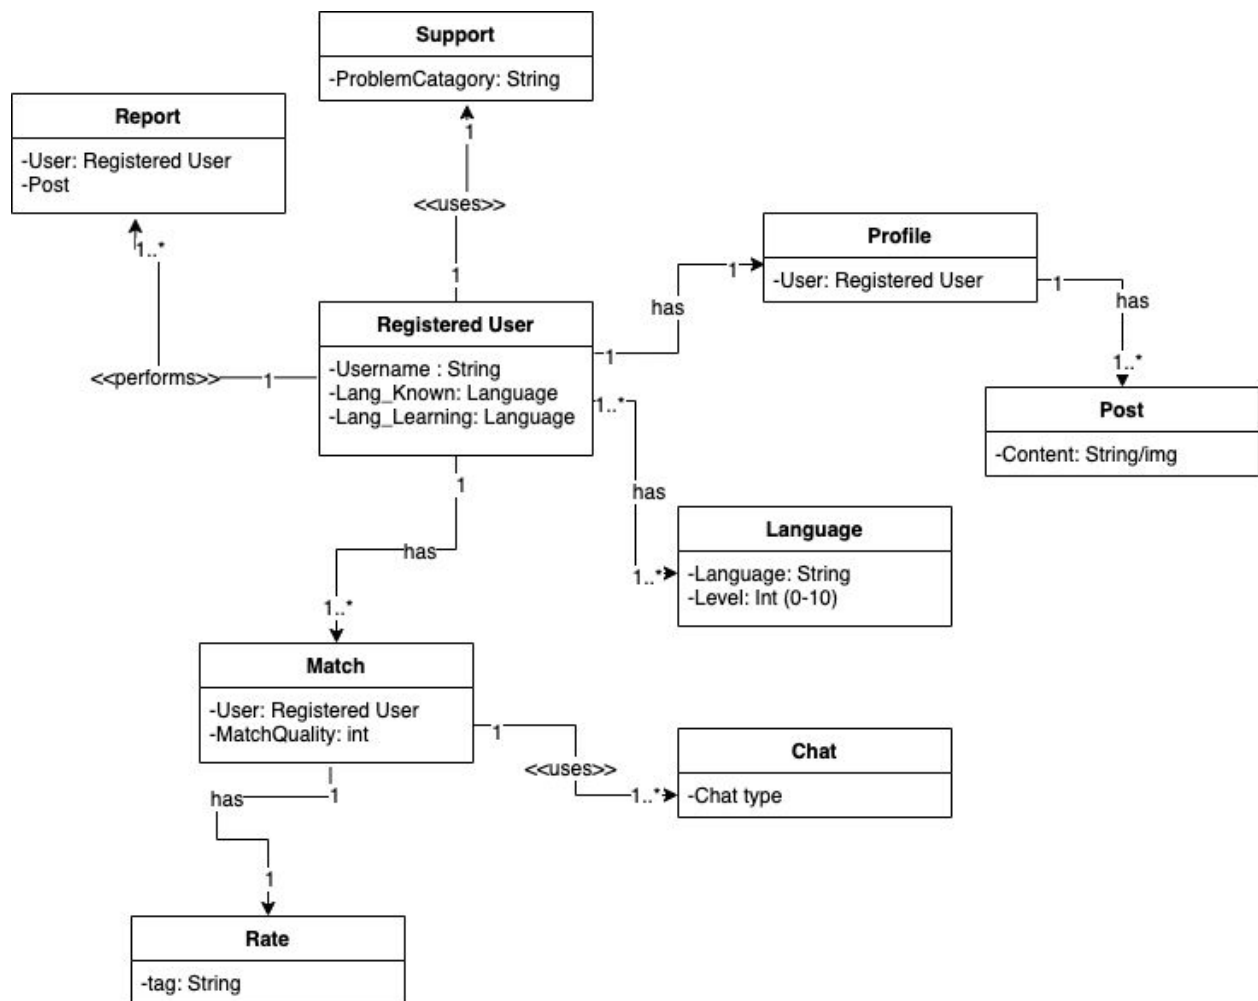 Support
-ProblemCatagory: String
Report
-User: Registered User
-Post
1
1..*
<<uses>>
Profile
-User: Registered User
1
1
1
has
has
Registered User
-Username : String
-Lang_Known: Language
-Lang_Learning: Language
1
1..*
<<performs>>
1
1..*
Post
-Content: String/img
1
has
Language
-Language: String
-Level: Int (0-10)
has
1..*
1..*
Match
-User: Registered User
-MatchQuality: int
1
Chat
-Chat type
<<uses>>
1..*
has
1
1
Rate
-tag: String